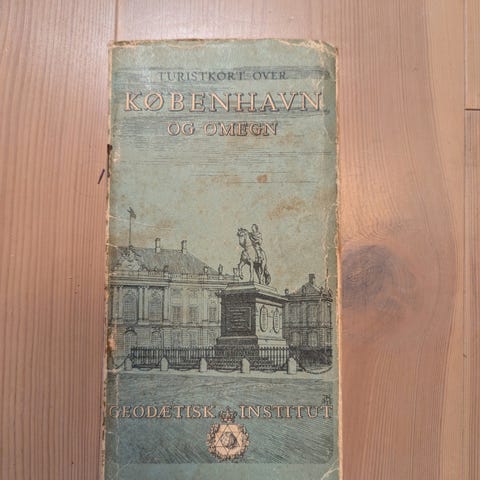 TURISTKORT OVER
KØBENHAVN
OG OMEGN
GEODÆTISK INSTITUT